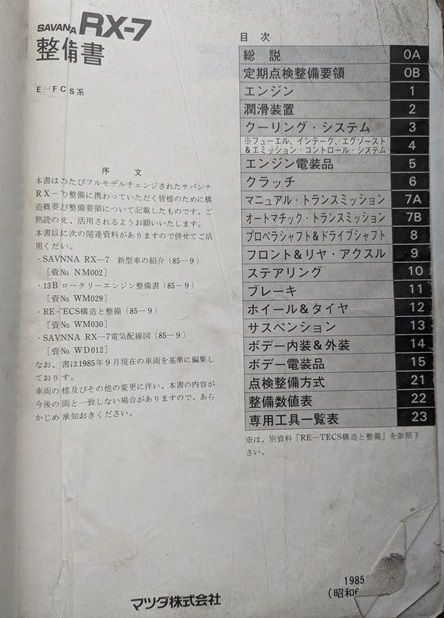 SAVANA RX-7
整備書
E-FC3S系
序文
本書はこのたびフルモデルチェンジされたサバンナ
RX-7の整備に携わっていただく皆様のために構
造概要及び整備要領について記載したものです。ご
熟読のえ、活用されるようお願いいたします。
本書以に次の関連資料がありますので併せてご活
用ください。
・SAVNNA RX-7 新型車の紹介(85-9)
[資No. NM002]
・13Bロータリーエンジン整備書(85-9)
[資No. WM029]
・RE-TECS構造と整備(85-9)
[資No. WM030]
・SAVNNA RX-7電気配線図(85-9)
[資No. WD012]
なお、書は1985年9月現在の車両を基準に編集し
ております。
車両の様及びその他の変更に伴い、本書の内容が
今後の両と一致しない場合がありますので、あら
かじめ承知おきください。
目次
総説 0A
定期点検整備要領 0B
エンジン 1
潤滑装置 2
クーリング・システム 3
※フューエル、インテーク、エグゾースト&エミッション・コントロール・システム 4
エンジン電装品 5
クラッチ 6
マニュアル・トランスミッション 7A
オートマチック・トランスミッション 7B
プロペラシャフト&ドライブシャフト 8
フロント&リヤ・アクスル 9
ステアリング 10
ブレーキ 11
ホイール&タイヤ 12
サスペンション 13
ボデー内装&外装 14
ボデー電装品 15
点検整備方式 21
整備数値表 22
専用工具一覧表 23
※は、別資料「RE-TECS構造と整備」を参照下
さい。
マツダ株式会社
1985
(昭和6